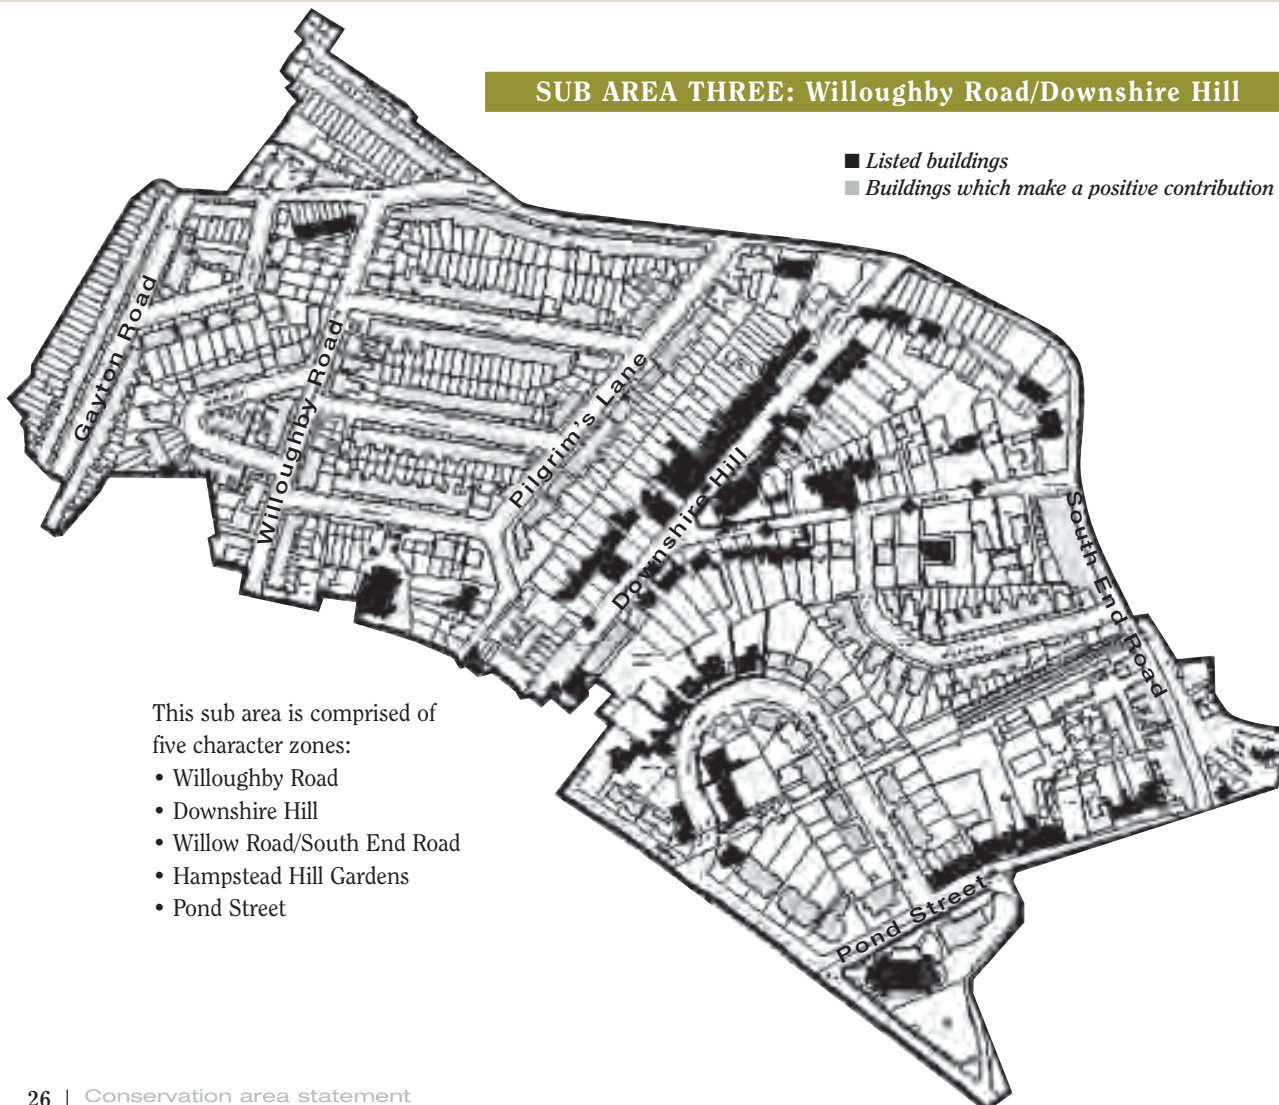 SUB AREA THREE: Willoughby Road/Downshire Hill
■ Listed buildings
■ Buildings which make a positive contribution
Gayton Road
Willoughby Road
Pilgrim's Lane
Downshire Hill
South End Road
Pond Street
This sub area is comprised of
five character zones:
• Willoughby Road
• Downshire Hill
• Willow Road/South End Road
• Hampstead Hill Gardens
• Pond Street
26 | Conservation area statement